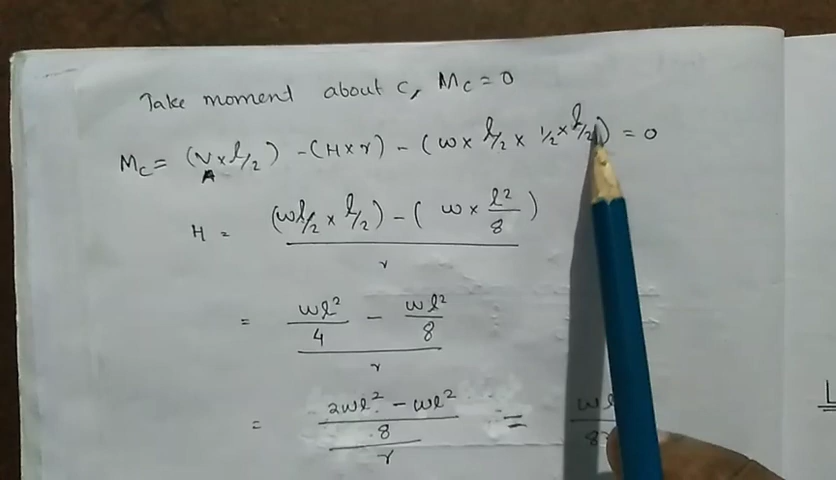 Take moment about C, Mc = 0
Mc = (VA × l/2) - (H × r) - (w × l/2 × 1/2 × l/2) = 0
H = (wl/2 × l/2) - (w × l²/8) / r
= wl²/4 - wl²/8 / r
= 2wl² - wl² / 8 / r =